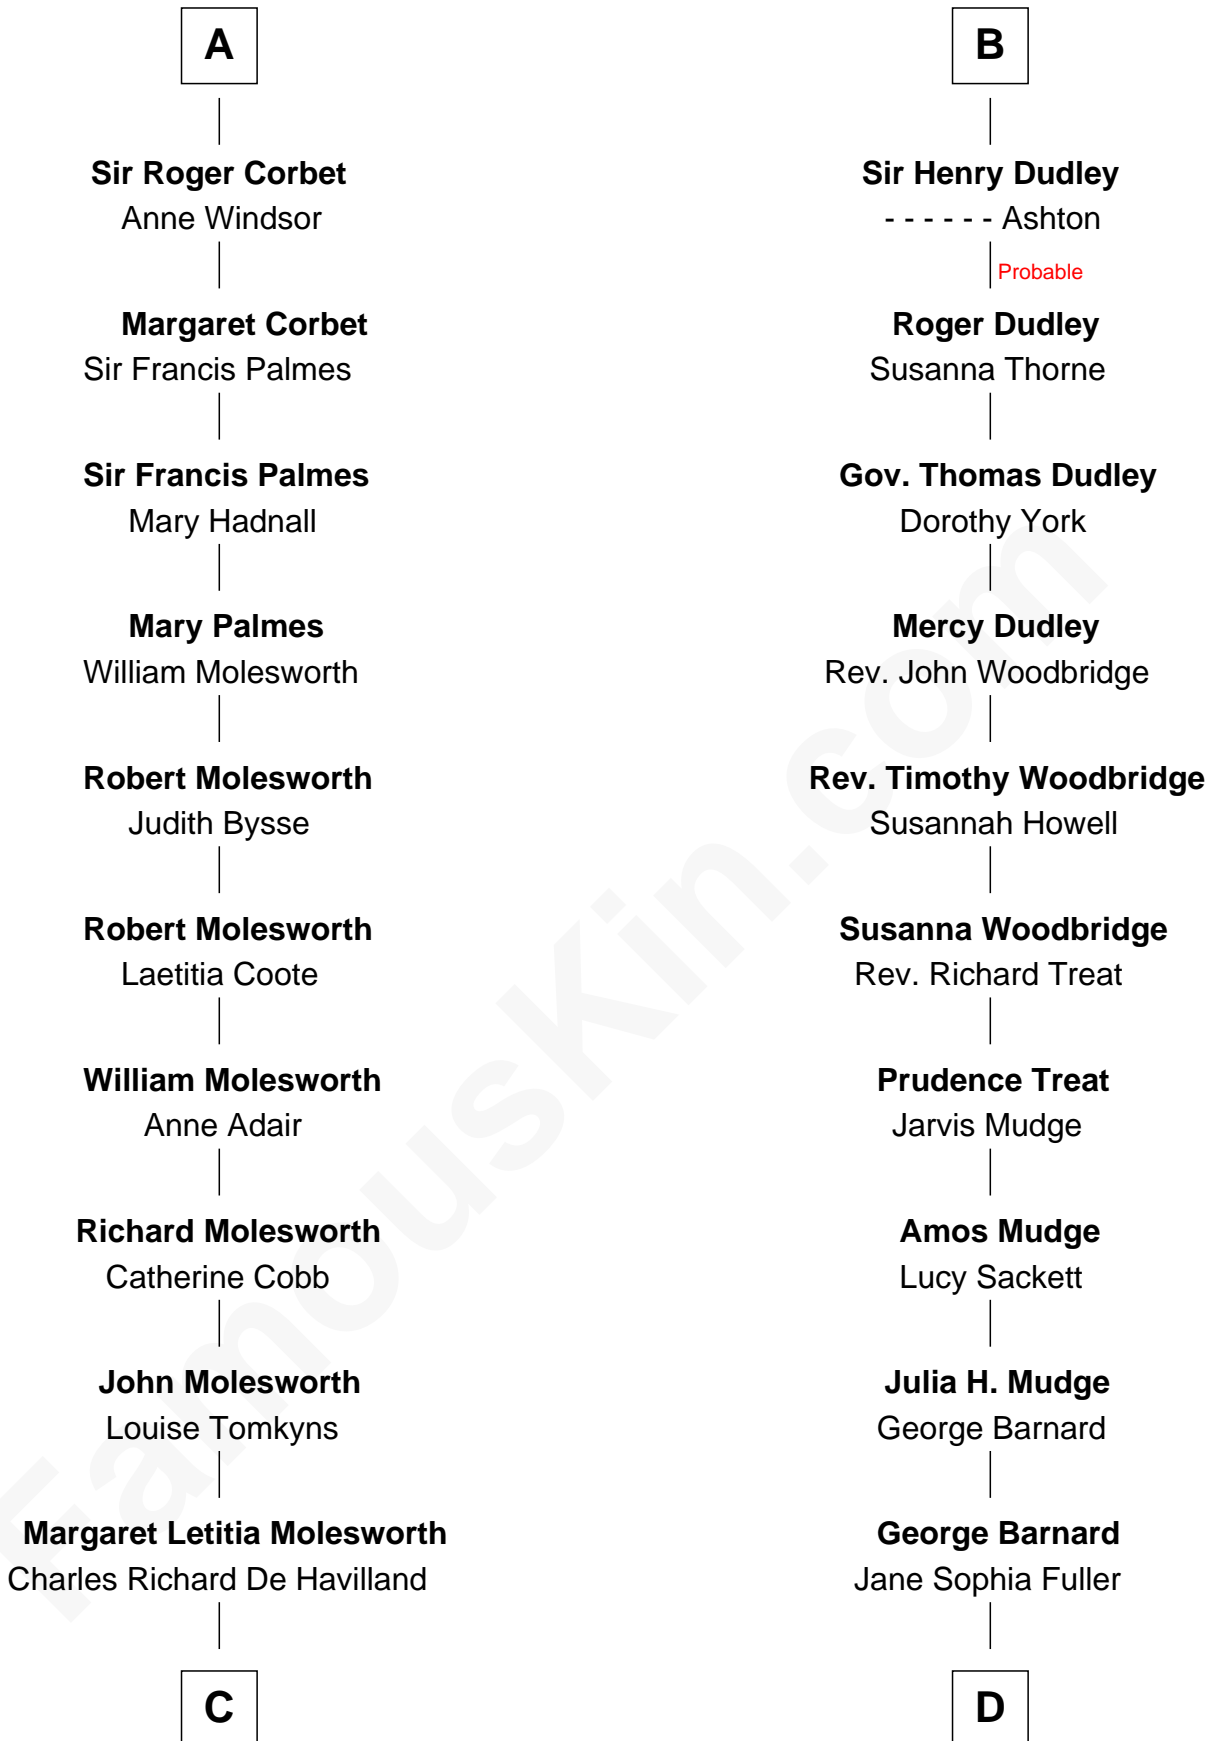 A
Sir Roger Corbet
Anne Windsor
Margaret Corbet
Sir Francis Palmes
Sir Francis Palmes
Mary Hadnall
Mary Palmes
William Molesworth
Robert Molesworth
Judith Bysse
Robert Molesworth
Laetitia Coote
William Molesworth
Anne Adair
Richard Molesworth
Catherine Cobb
John Molesworth
Louise Tomkyns
Margaret Letitia Molesworth
Charles Richard De Havilland
C
B
Sir Henry Dudley
- - - - - - Ashton
Probable
Roger Dudley
Susanna Thorne
Gov. Thomas Dudley
Dorothy York
Mercy Dudley
Rev. John Woodbridge
Rev. Timothy Woodbridge
Susannah Howell
Susanna Woodbridge
Rev. Richard Treat
Prudence Treat
Jarvis Mudge
Amos Mudge
Lucy Sackett
Julia H. Mudge
George Barnard
George Barnard
Jane Sophia Fuller
D
FamousKin.com